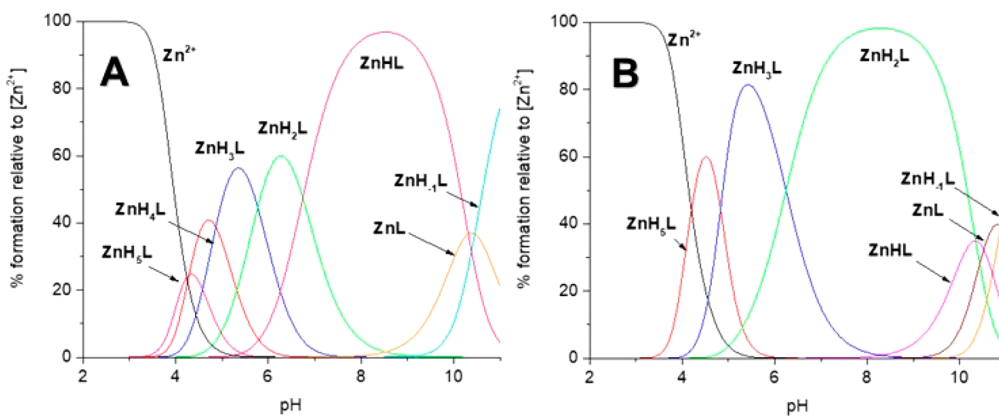 A
% formation relative to [Zn²⁺]
100
80
60
40
20
0
Zn²⁺
ZnHL
ZnH₂L
ZnH₃L
ZnH₄L
ZnH₅L
ZnH₋₁L
ZnL
2 4 6 8 10
pH
B
% formation relative to [Zn²⁺]
100
80
60
40
20
0
Zn²⁺
ZnH₃L
ZnH₂L
ZnH₅L
ZnH₋₁L
ZnL
ZnHL
2 4 6 8 10
pH